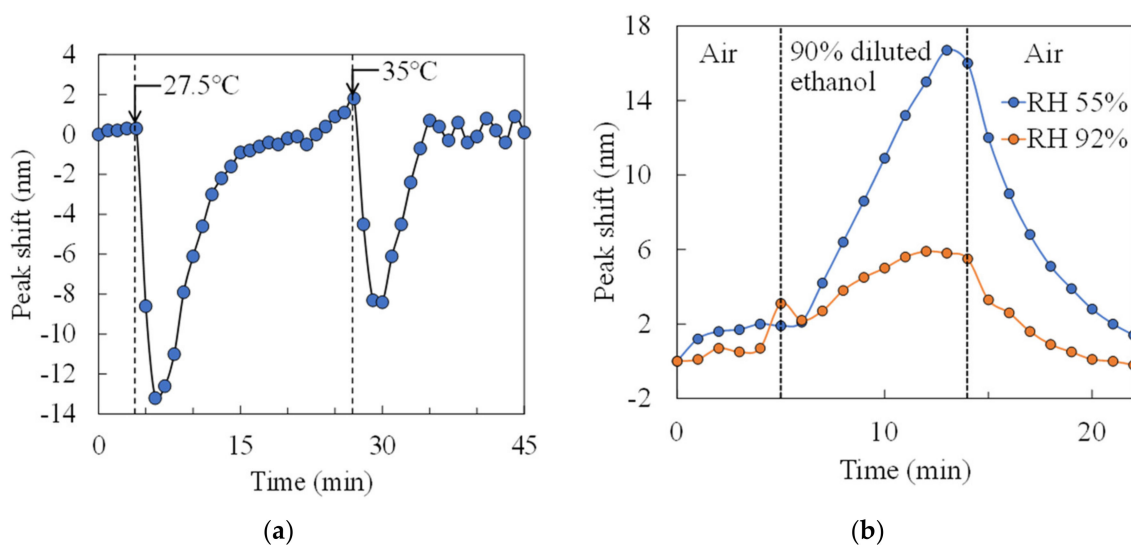 4
2
0
-2
-4
-6
-8
-10
-12
-14
0
15
30
45
Peak shift (nm)
Time (min)
27.5°C
35°C
(a)
18
14
10
6
2
-2
0
10
20
Peak shift (nm)
Time (min)
Air
90% diluted
ethanol
Air
RH 55%
RH 92%
(b)